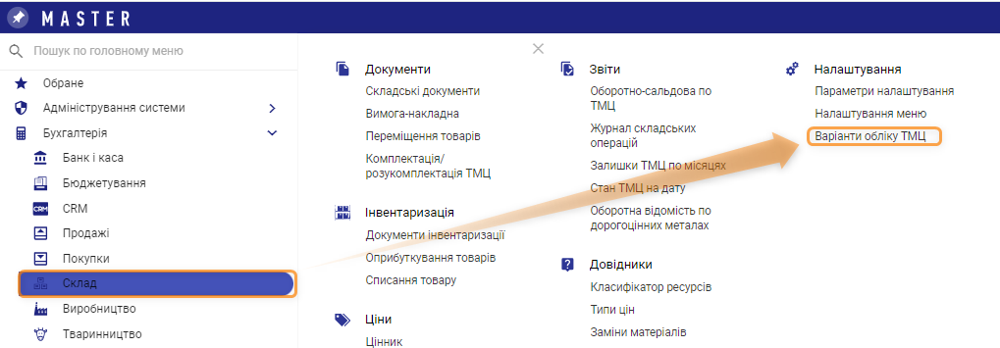 MASTER
Пошук по головному меню
Обране
Адміністрування системи
Бухгалтерія
Банк і каса
Бюджетування
CRM
CRM
Продажі
Покупки
Склад
Виробництво
Тваринництво
Документи
Складські документи
Вимога-накладна
Переміщення товарів
Комплектація/
розукомплектація ТМЦ
Інвентаризація
Документи інвентаризації
Оприбуткування товарів
Списання товару
Ціни
Цінник
Звіти
Оборотно-сальдова по
ТМЦ
Журнал складських
операцій
Залишки ТМЦ по місяцях
Стан ТМЦ на дату
Оборотна відомість по
дорогоцінних металах
Довідники
Класифікатор ресурсів
Типи цін
Заміни матеріалів
Налаштування
Параметри налаштування
Налаштування меню
Варіанти обліку ТМЦ